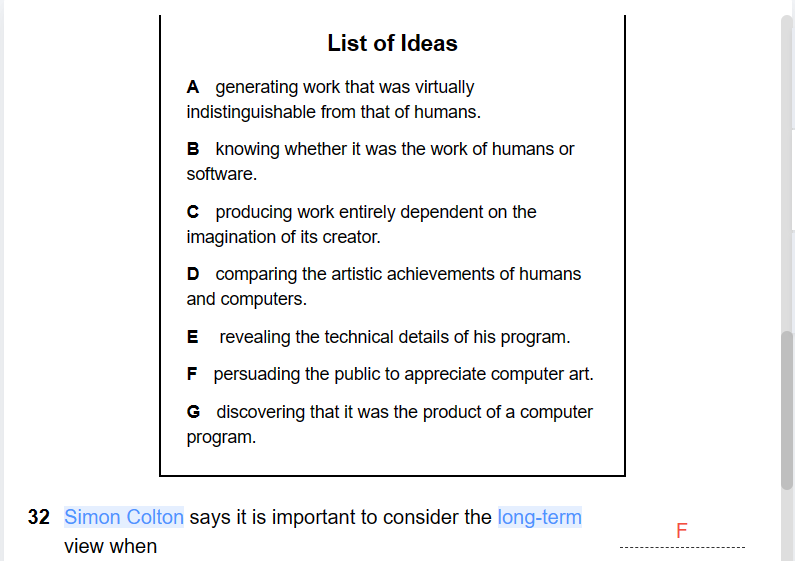 List of Ideas
A generating work that was virtually
indistinguishable from that of humans.
B knowing whether it was the work of humans or
software.
C producing work entirely dependent on the
imagination of its creator.
D comparing the artistic achievements of humans
and computers.
E revealing the technical details of his program.
F persuading the public to appreciate computer art.
G discovering that it was the product of a computer
program.
32 Simon Colton says it is important to consider the long-term
view when
F